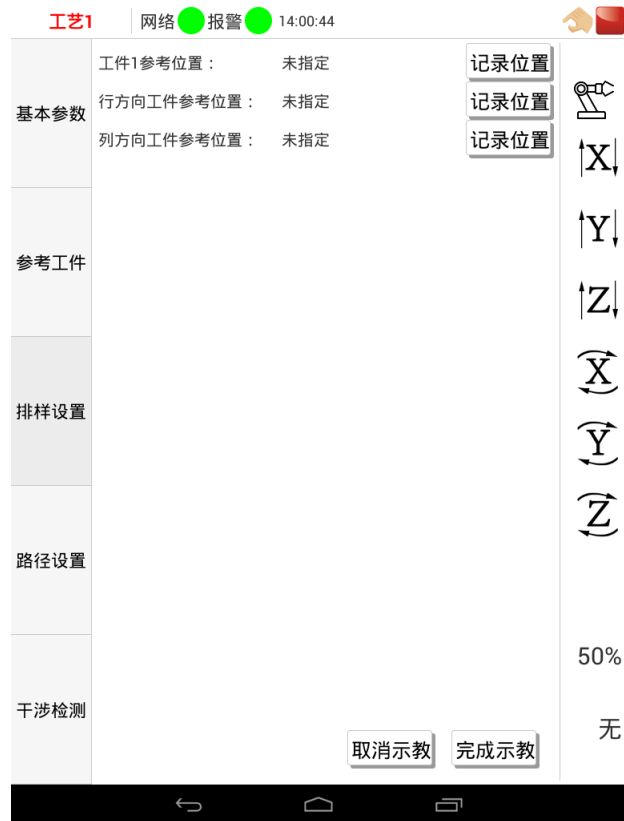 工艺1 网络 报警 14:00:44
工件1参考位置： 未指定 记录位置
行方向工件参考位置： 未指定 记录位置
列方向工件参考位置： 未指定 记录位置
基本参数
参考工件
排样设置
路径设置
干涉检测
取消示教 完成示教
X
Y
Z
X
Y
Z
50%
无